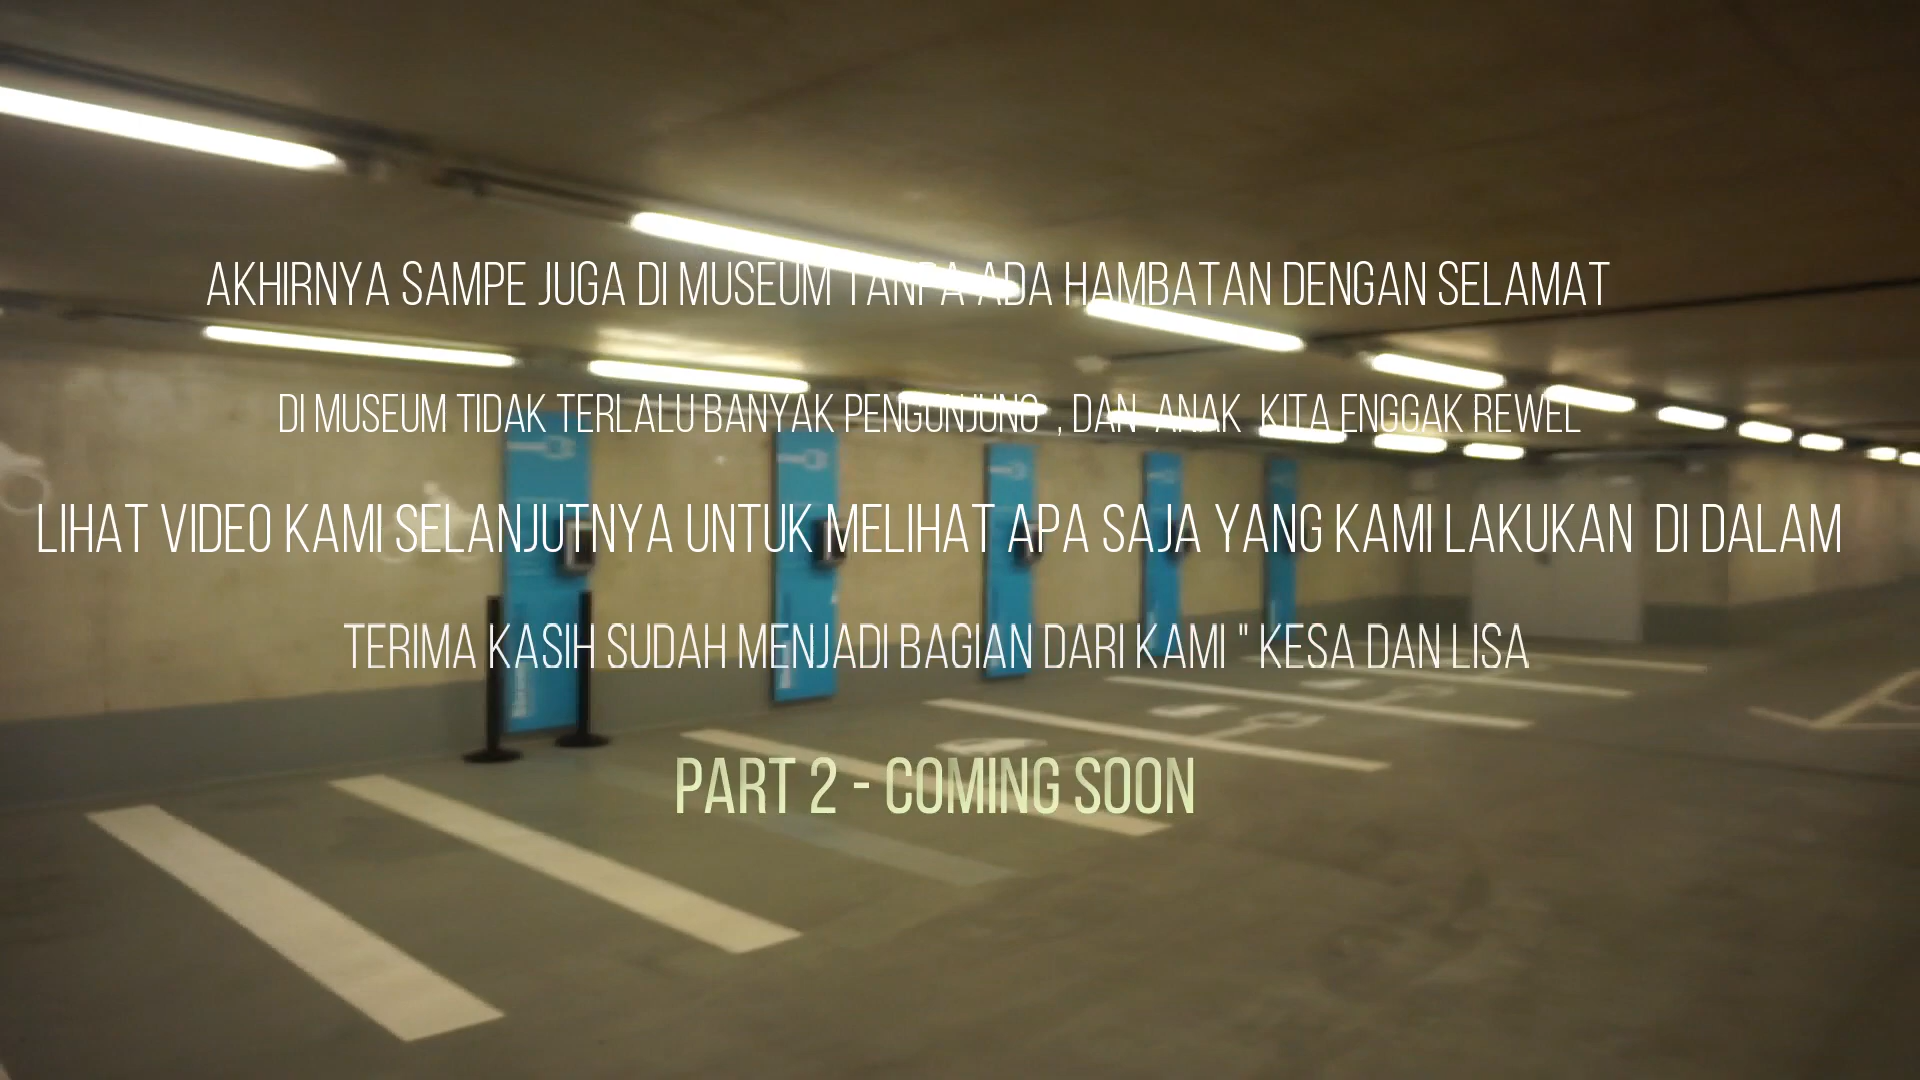 AKHIRNYA SAMPE JUGA DI MUSEUM TANPA ADA HAMBATAN DENGAN SELAMAT
DI MUSEUM TIDAK TERLALU BANYAK PENGUNJUNG , DAN ANAK KITA ENGGAK REWEL
LIHAT VIDEO KAMI SELANJUTNYA UNTUK MELIHAT APA SAJA YANG KAMI LAKUKAN DI DALAM
TERIMA KASIH SUDAH MENJADI BAGIAN DARI KAMI " KESA DAN LISA
PART 2 - COMING SOON